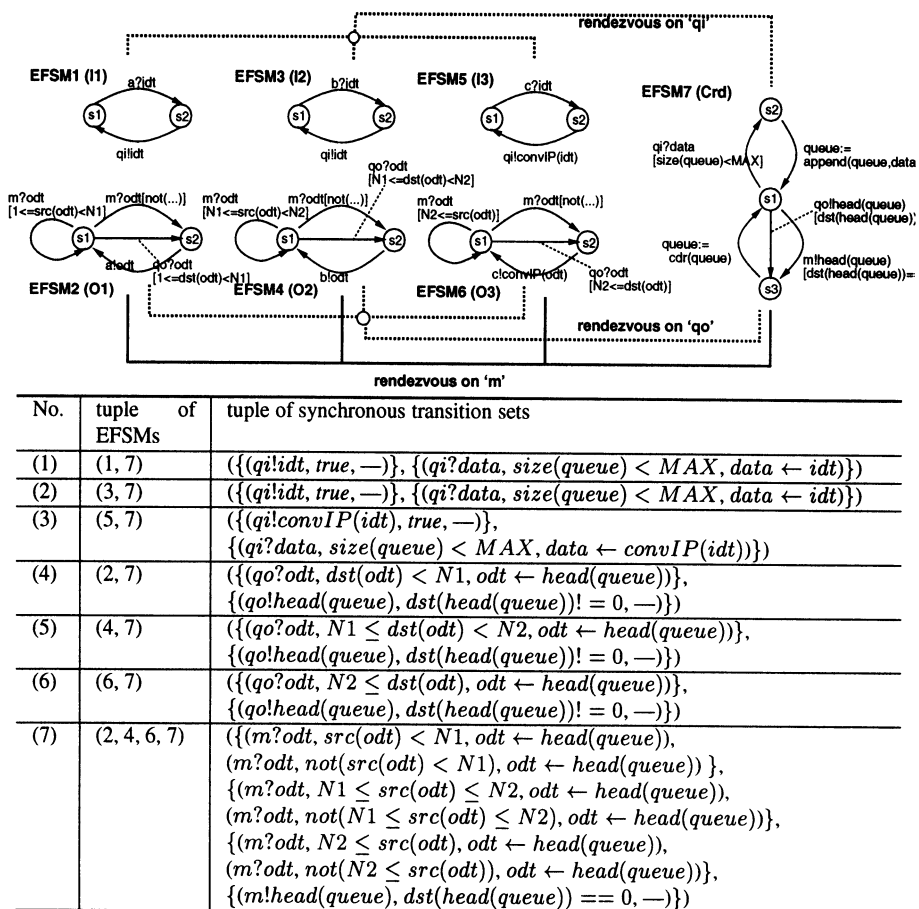 rendezvous on 'qi'
EFSM1 (I1)
a?idt
s1
s2
qi!idt
EFSM3 (I2)
b?idt
s1
s2
qi!idt
EFSM5 (I3)
c?idt
s1
s2
qi!convIP(idt)
EFSM7 (Crd)
s2
qi?data
[size(queue)<MAX]
queue:=
append(queue,data
s1
qo!head(queue)
[dst(head(queue))
queue:=
cdr(queue)
m!head(queue)
[dst(head(queue))==
s3
m?odt
[1<=src(odt)<N1]
m?odt[not(...)]
s1
s2
a!odt
qo?odt
[1<=dst(odt)<N1]
EFSM2 (O1)
m?odt
[N1<=src(odt)<N2]
m?odt[not(...)]
qo?odt
[N1<=dst(odt)<N2]
s1
s2
b!odt
EFSM4 (O2)
m?odt
[N2<=src(odt)]
m?odt[not(...)]
s1
s2
c!convIP(odt)
qo?odt
[N2<=dst(odt)]
EFSM6 (O3)
rendezvous on 'qo'
rendezvous on 'm'
No. tuple of EFSMs tuple of synchronous transition sets
(1) (1, 7) ({(qi!idt, true, —)}, {(qi?data, size(queue) < MAX, data ← idt)})
(2) (3, 7) ({(qi!idt, true, —)}, {(qi?data, size(queue) < MAX, data ← idt)})
(3) (5, 7) ({(qi!convIP(idt), true, —)},
{(qi?data, size(queue) < MAX, data ← convIP(idt))})
(4) (2, 7) ({(qo?odt, dst(odt) < N1, odt ← head(queue))},
{(qo!head(queue), dst(head(queue))! = 0, —)})
(5) (4, 7) ({(qo?odt, N1 ≤ dst(odt) < N2, odt ← head(queue))},
{(qo!head(queue), dst(head(queue))! = 0, —)})
(6) (6, 7) ({(qo?odt, N2 ≤ dst(odt), odt ← head(queue))},
{(qo!head(queue), dst(head(queue))! = 0, —)})
(7) (2, 4, 6, 7) ({(m?odt, src(odt) < N1, odt ← head(queue)),
(m?odt, not(src(odt) < N1), odt ← head(queue)) },
{(m?odt, N1 ≤ src(odt) ≤ N2, odt ← head(queue)),
(m?odt, not(N1 ≤ src(odt) ≤ N2), odt ← head(queue))},
{(m?odt, N2 ≤ src(odt), odt ← head(queue)),
(m?odt, not(N2 ≤ src(odt)), odt ← head(queue))},
{(m!head(queue), dst(head(queue)) == 0, —)})